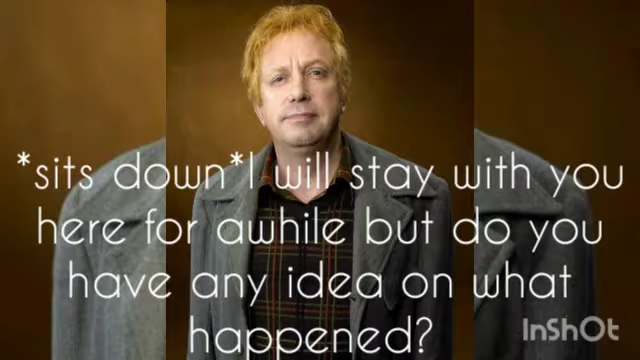 *sits down*I will stay with you
here for awhile but do you
have any idea on what
happened?
InShOt